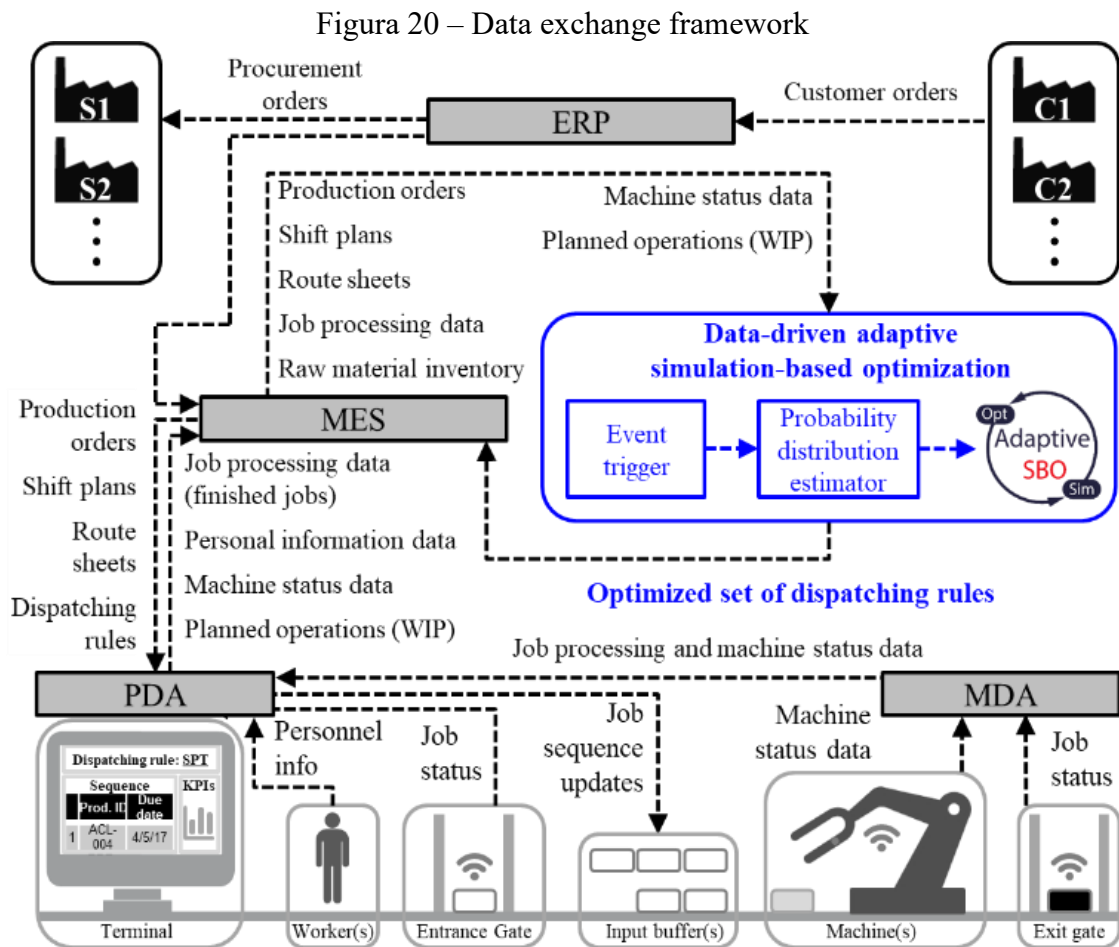 Figura 20 – Data exchange framework
S1
S2
Procurement
orders
ERP
Customer orders
C1
C2
Production orders
Shift plans
Route sheets
Job processing data
Raw material inventory
Machine status data
Planned operations (WIP)
Data-driven adaptive
simulation-based optimization
Event
trigger
Probability
distribution
estimator
Opt
Adaptive
SBO
Sim
MES
Production
orders
Shift plans
Route
sheets
Dispatching
rules
Job processing data
(finished jobs)
Personal information data
Machine status data
Planned operations (WIP)
Optimized set of dispatching rules
Job processing and machine status data
PDA
MDA
Personnel
info
Job
status
Job
sequence
updates
Machine
status data
Job
status
Dispatching rule: SPT
Sequence
KPIs
Prod. ID
Due
date
1
ACL-
004
4/5/17
Terminal
Worker(s)
Entrance Gate
Input buffer(s)
Machine(s)
Exit gate